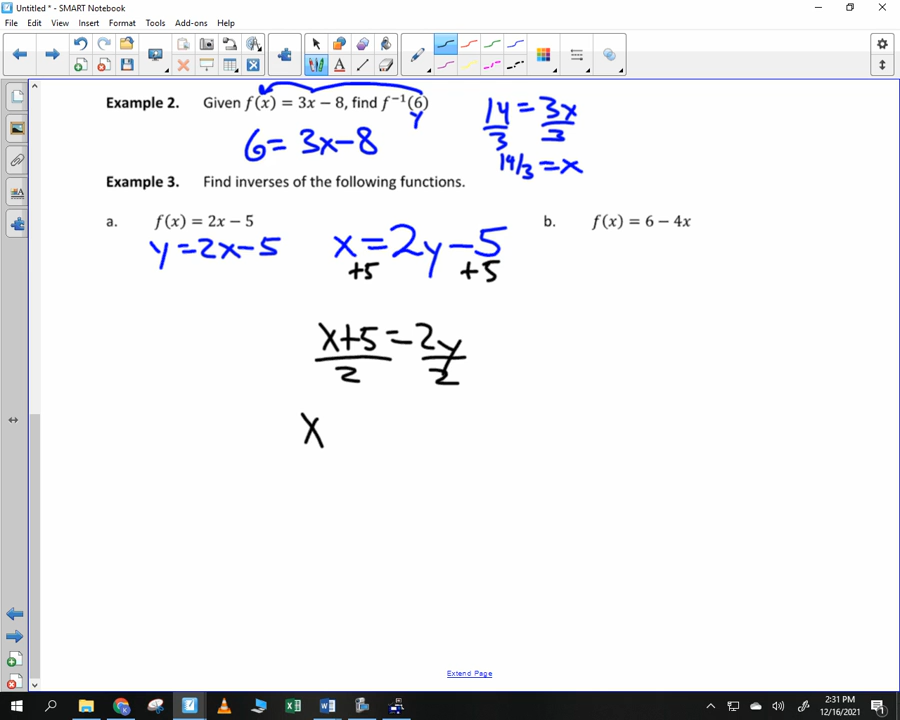 Untitled * - SMART Notebook
File Edit View Insert Format Tools Add-ons Help
Example 2. Given f(x) = 3x − 8, find f⁻¹(6)
y
6 = 3x-8
14 = 3x
3 3
14/3 = x
Example 3. Find inverses of the following functions.
a. f(x) = 2x − 5
y = 2x-5
x = 2y-5
+5 +5
x+5 = 2y
2 2
x
b. f(x) = 6 − 4x
Extend Page
2:31 PM
12/16/2021
1